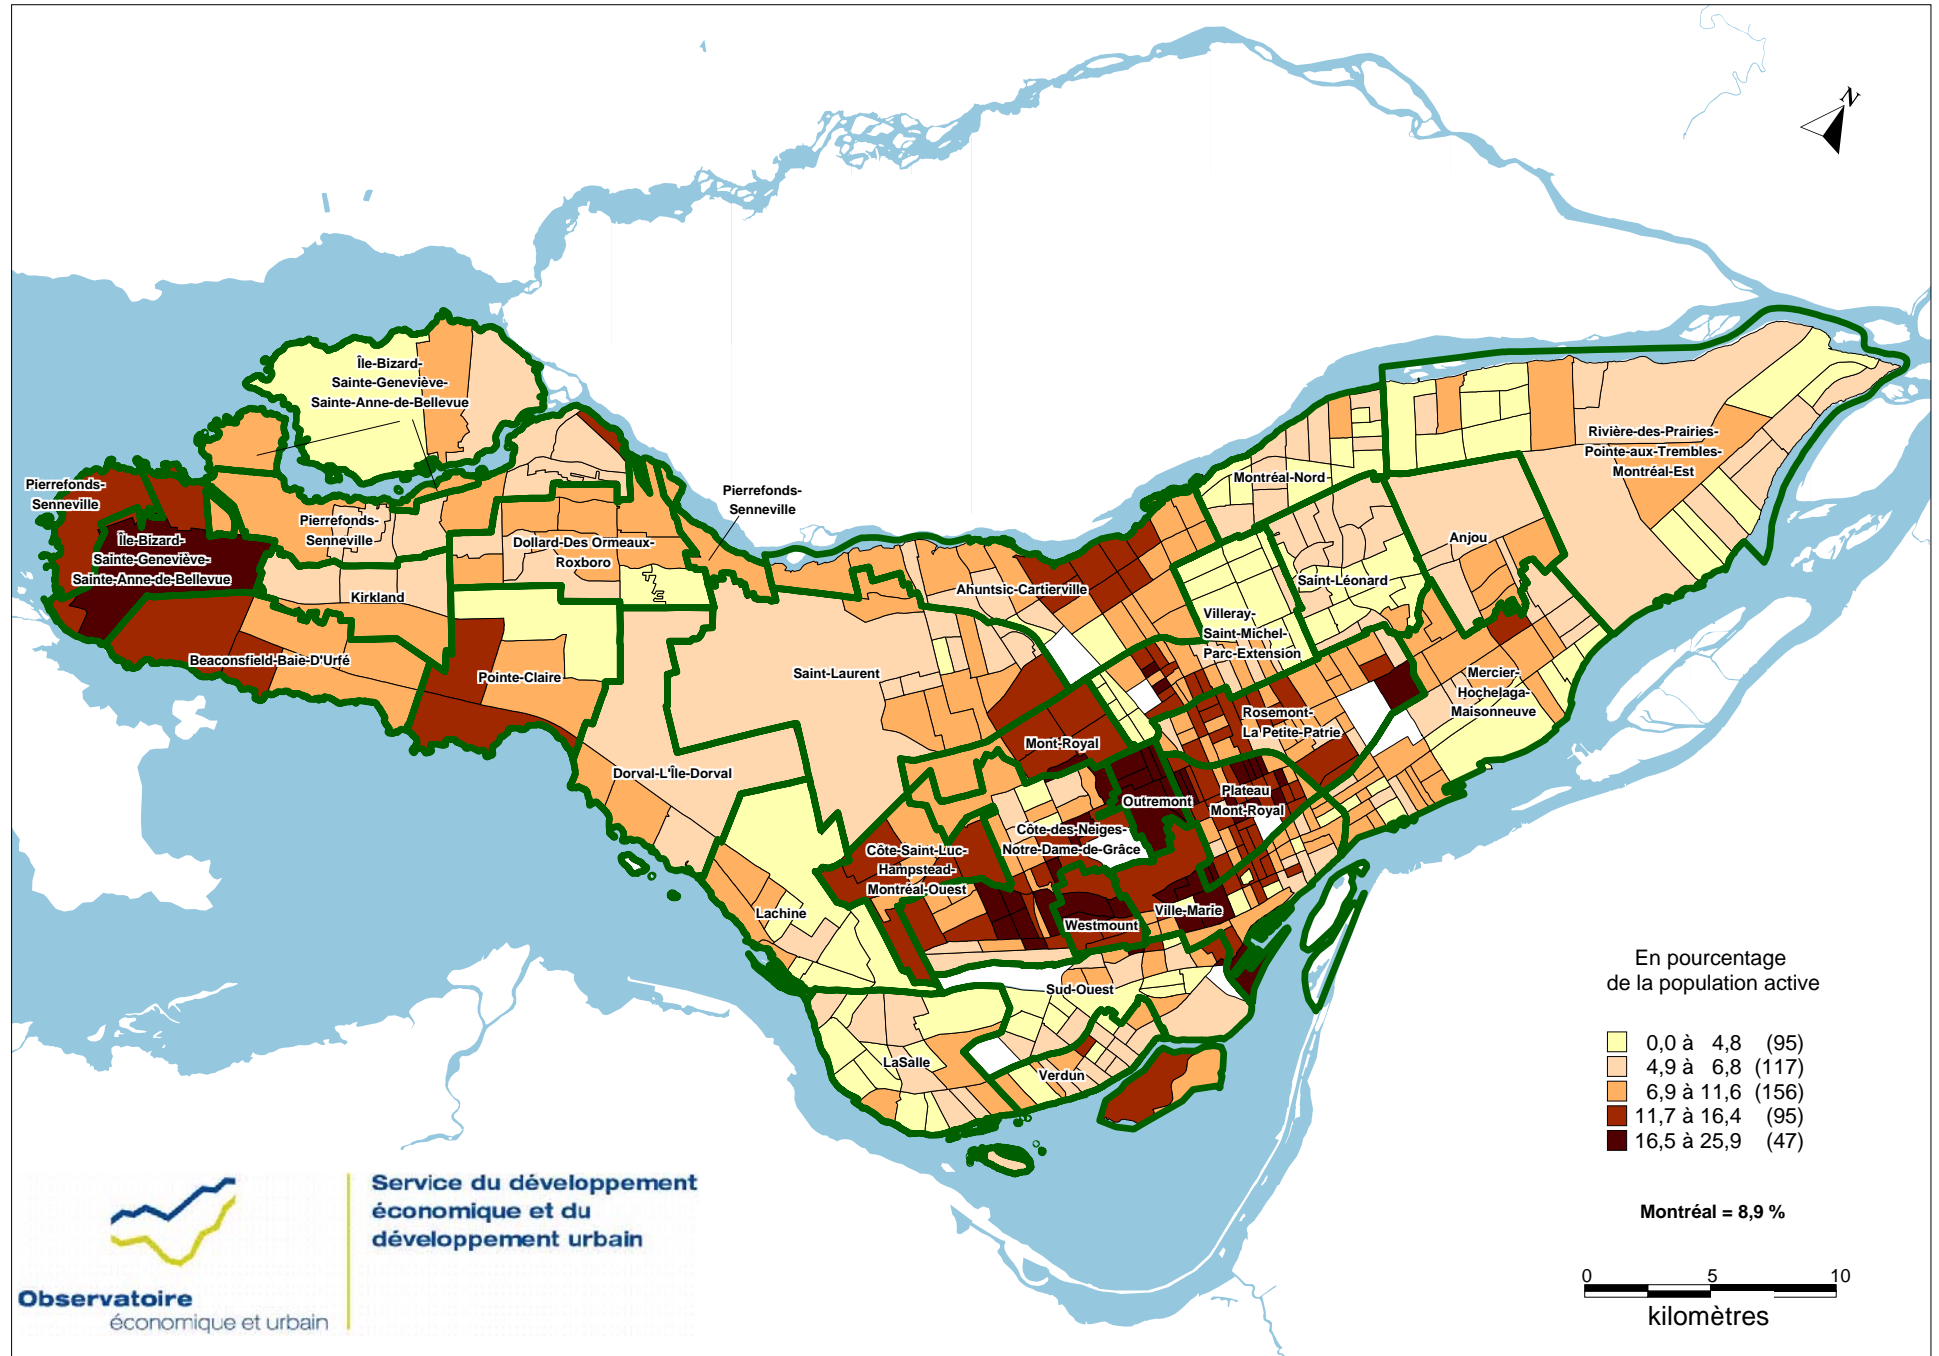 N
Île-Bizard-
Sainte-Geneviève-
Sainte-Anne-de-Bellevue
Pierrefonds-
Senneville
Île-Bizard-
Sainte-Geneviève-
Sainte-Anne-de-Bellevue
Pierrefonds-
Senneville
Pierrefonds-
Senneville
Dollard-Des Ormeaux-
Roxboro
Kirkland
Beaconsfield-Baie-D'Urfé
Pointe-Claire
Dorval-L'Île-Dorval
Saint-Laurent
Ahuntsic-Cartierville
Montréal-Nord
Rivière-des-Prairies-
Pointe-aux-Trembles-
Montréal-Est
Anjou
Saint-Léonard
Villeray-
Saint-Michel-
Parc-Extension
Mercier-
Hochelaga-
Maisonneuve
Rosemont-
La Petite-Patrie
Mont-Royal
Outremont
Plateau
Mont-Royal
Côte-des-Neiges-
Notre-Dame-de-Grâce
Côte-Saint-Luc-
Hampstead-
Montréal-Ouest
Lachine
Westmount
Ville-Marie
Sud-Ouest
LaSalle
Verdun
En pourcentage
de la population active
0,0 à 4,8 (95)
4,9 à 6,8 (117)
6,9 à 11,6 (156)
11,7 à 16,4 (95)
16,5 à 25,9 (47)
Montréal = 8,9 %
0 5 10
kilomètres
Service du développement
économique et du
développement urbain
Observatoire
économique et urbain